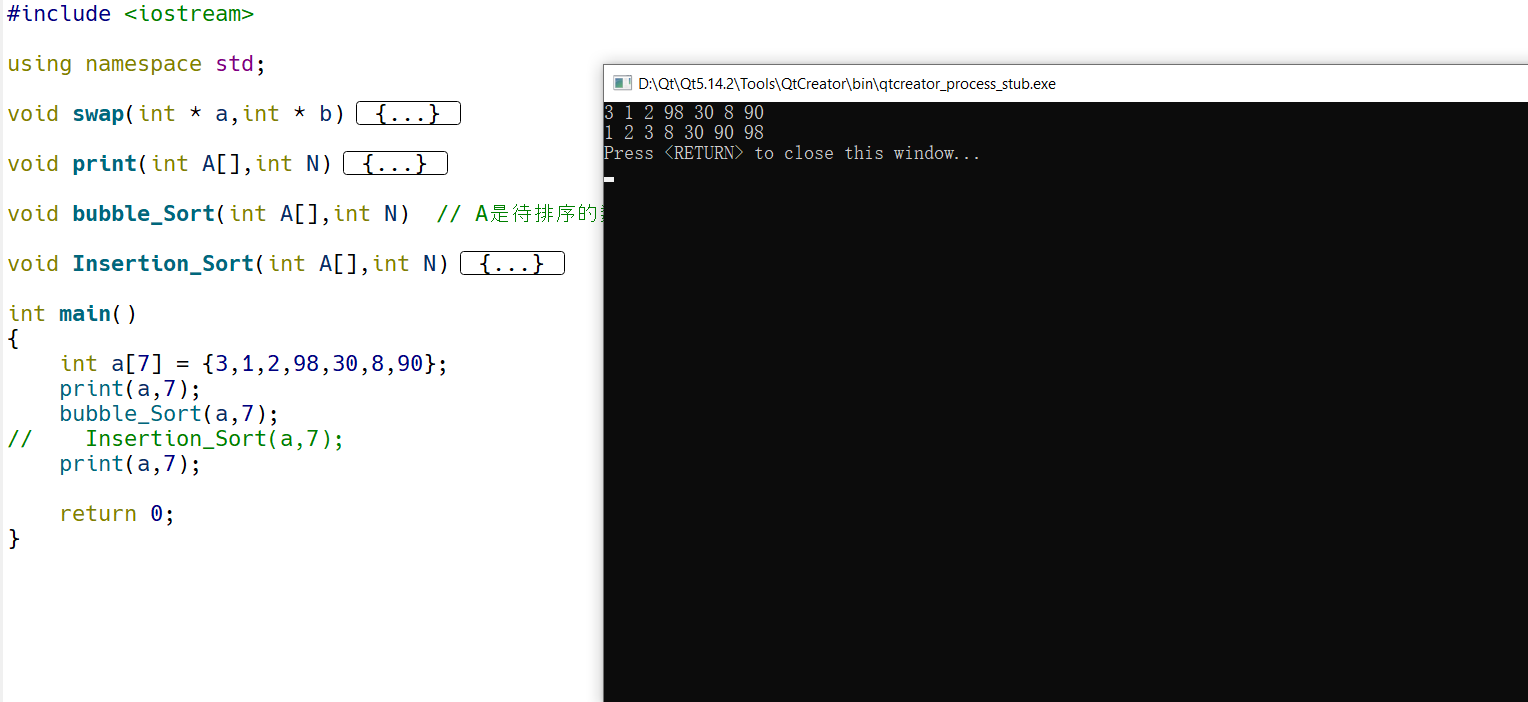 #include <iostream>
using namespace std;
void swap(int * a,int * b) {...}
void print(int A[],int N) {...}
void bubble_Sort(int A[],int N)  // A是待排序的
void Insertion_Sort(int A[],int N) {...}
int main()
{
    int a[7] = {3,1,2,98,30,8,90};
    print(a,7);
    bubble_Sort(a,7);
//    Insertion_Sort(a,7);
    print(a,7);
    return 0;
}
D:\Qt\Qt5.14.2\Tools\QtCreator\bin\qtcreator_process_stub.exe
3 1 2 98 30 8 90
1 2 3 8 30 90 98
Press <RETURN> to close this window...